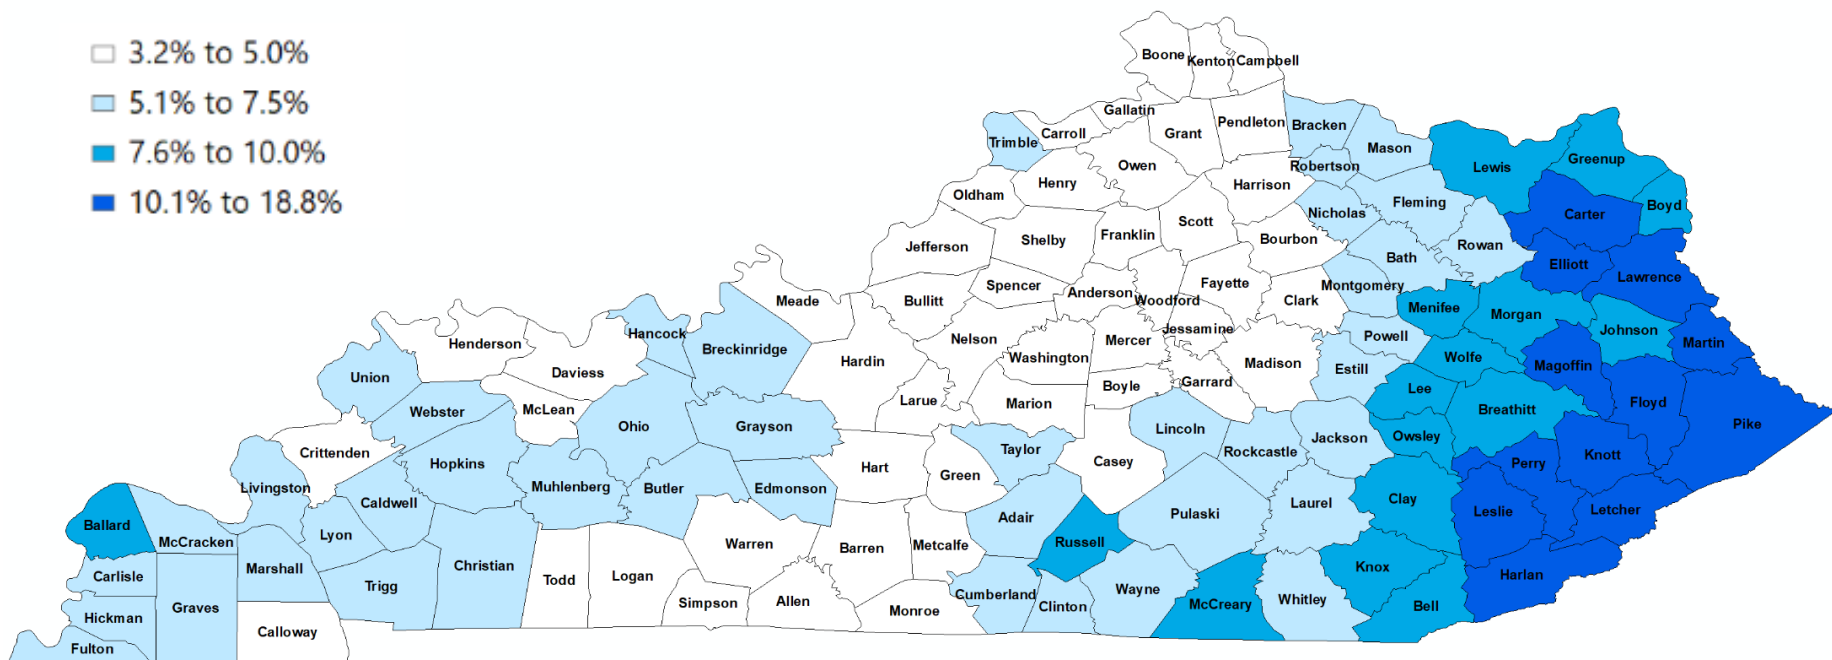 3.2% to 5.0%
5.1% to 7.5%
7.6% to 10.0%
10.1% to 18.8%
Boone
Kenton
Campbell
Gallatin
Carroll
Trimble
Grant
Pendleton
Bracken
Mason
Robertson
Lewis
Greenup
Owen
Henry
Oldham
Harrison
Nicholas
Fleming
Carter
Boyd
Scott
Franklin
Shelby
Jefferson
Bourbon
Rowan
Bath
Elliott
Lawrence
Spencer
Anderson
Woodford
Fayette
Clark
Montgomery
Meade
Bullitt
Menifee
Morgan
Johnson
Martin
Hancock
Breckinridge
Henderson
Daviess
Nelson
Washington
Mercer
Jessamine
Powell
Wolfe
Magoffin
Union
Hardin
Boyle
Garrard
Madison
Estill
Lee
Breathitt
Floyd
Pike
Webster
McLean
Larue
Marion
Ohio
Grayson
Taylor
Lincoln
Rockcastle
Jackson
Owsley
Crittenden
Hopkins
Hart
Green
Casey
Perry
Knott
Livingston
Caldwell
Muhlenberg
Butler
Edmonson
Adair
Pulaski
Laurel
Clay
Leslie
Letcher
Ballard
McCracken
Lyon
Warren
Barren
Metcalfe
Russell
Carlisle
Marshall
Trigg
Christian
Todd
Logan
Simpson
Allen
Monroe
Cumberland
Clinton
Wayne
McCreary
Whitley
Knox
Bell
Harlan
Hickman
Graves
Calloway
Fulton